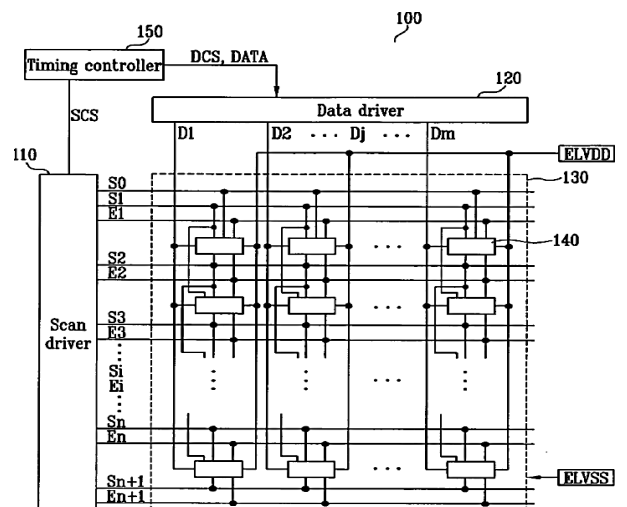 150
100
Timing controller
DCS, DATA
120
Data driver
SCS
D1 D2 Dj Dm
110
ELVDD
130
S0
S1
E1
140
S2
E2
S3
E3
Scan driver
Si
Ei
Sn
En
ELVSS
Sn+1
En+1